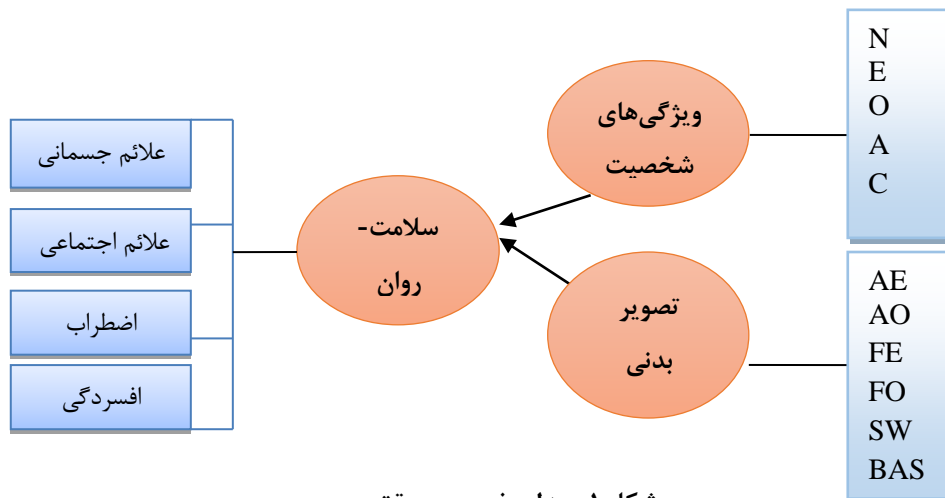 ویژگی‌های
شخصیت
N
E
O
A
C
علائم جسمانی
علائم اجتماعی
اضطراب
افسردگی
سلامت-
روان
تصویر
بدنی
AE
AO
FE
FO
SW
BAS